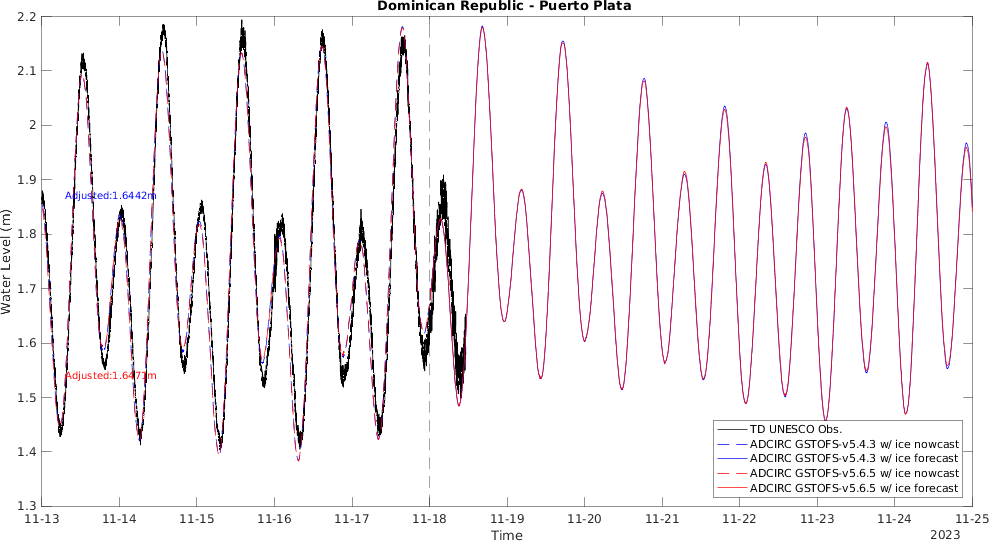 Dominican Republic - Puerto Plata
Water Level (m)
2.2
2.1
2
1.9
1.8
1.7
1.6
1.5
1.4
1.3
Adjusted:1.6442m
Adjusted:1.6471m
TD UNESCO Obs.
ADCIRC GSTOFS-v5.4.3 w/ ice nowcast
ADCIRC GSTOFS-v5.4.3 w/ ice forecast
ADCIRC GSTOFS-v5.6.5 w/ ice nowcast
ADCIRC GSTOFS-v5.6.5 w/ ice forecast
11-13 11-14 11-15 11-16 11-17 11-18 11-19 11-20 11-21 11-22 11-23 11-24 11-25
Time
2023